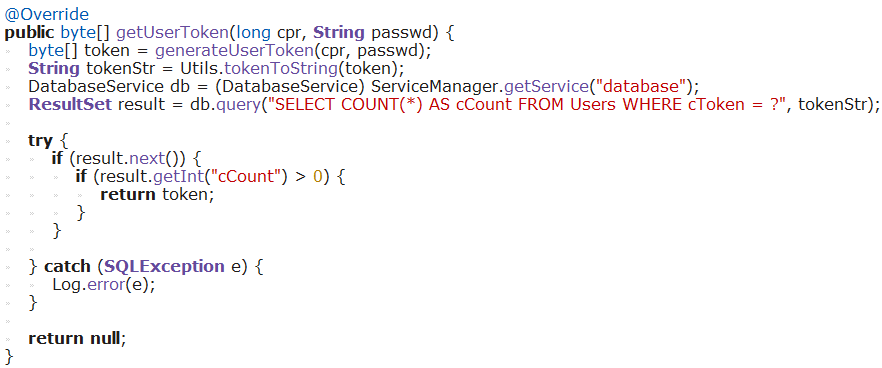 @Override
public byte[] getUserToken(long cpr, String passwd) {
byte[] token = generateUserToken(cpr, passwd);
String tokenStr = Utils.tokenToString(token);
DatabaseService db = (DatabaseService) ServiceManager.getService("database");
ResultSet result = db.query("SELECT COUNT(*) AS cCount FROM Users WHERE cToken = ?", tokenStr);
try {
if (result.next()) {
if (result.getInt("cCount") > 0) {
return token;
}
}
} catch (SQLException e) {
Log.error(e);
}
return null;
}